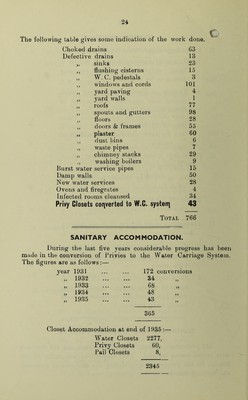 24
The following table gives some indication of the work done.
Choked drains 63
Defective drains 13
„ sinks 23
„ flushing cisterns 15
„ W. C. pedestals 3
„ windows and cords 101
„ yard paving 4
„ yard walls 1
„ roofs 77
„ spouts and gutters 98
„ floors 28
„ doors & frames 55
„ plaster 60
„ dust bins 6
„ waste pipes 7
„ chimney stacks 29
„ washing boilers 9
Burst water service pipes 15
Damp walls 50
New water services 28
Ovens and firegrates 4
Infected rooms cleansed 34
Privy Closets converted to W.C. system 43
TOTAL 766
SANITARY ACCOMMODATION.
During the last five years considerable progress has been
made in the conversion of Privies to the Water Carriage System.
The figures are as follows:—
year 1931 ... ... 172 conversions
„ 1932 ... ... 34 „
„ 1933 ... ... 68 „
„ 1934 ... ... 48 „
„ 1935 ... ... 43 „
365
Closet Accommodation at end of 1935:—
Water Closets 2277,
Privy Closets 60,
Pail Closets 8,
2345